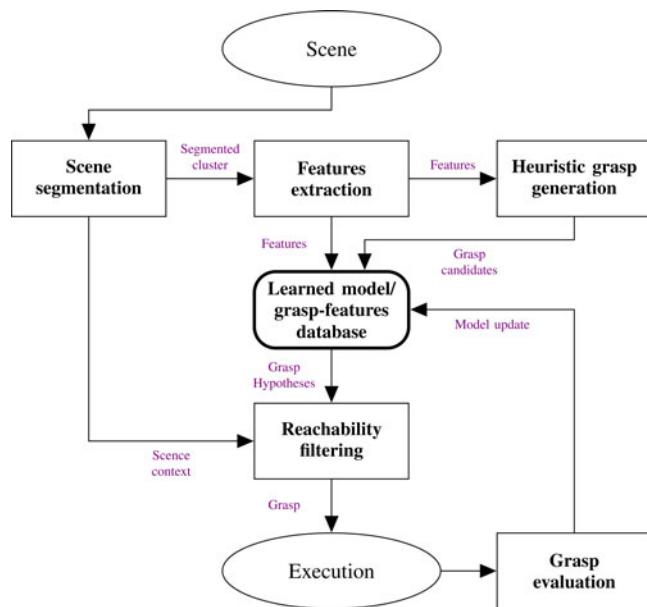 Scene
Scene
segmentation
Segmented
cluster
Features
extraction
Features
Heuristic grasp
generation
Features
Grasp
candidates
Learned model/
grasp-features
database
Model update
Grasp
Hypotheses
Reachability
filtering
Scence
context
Grasp
Execution
Grasp
evaluation